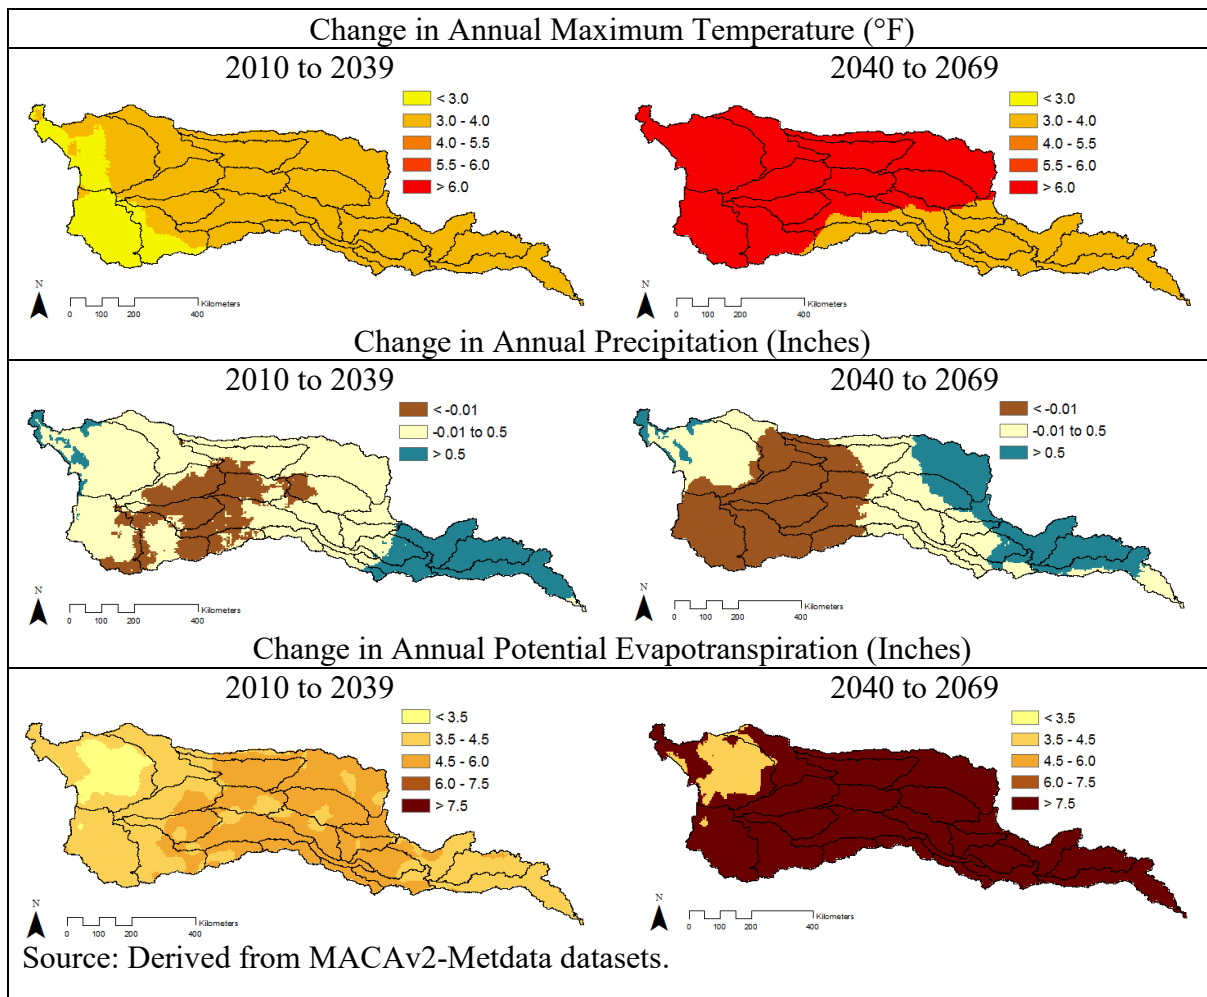 Change in Annual Maximum Temperature (°F)
2010 to 2039
2040 to 2069
< 3.0
3.0 - 4.0
4.0 - 5.5
5.5 - 6.0
> 6.0
N
0 100 200 400
Kilometers
< 3.0
3.0 - 4.0
4.0 - 5.5
5.5 - 6.0
> 6.0
N
0 100 200 400
Kilometers
Change in Annual Precipitation (Inches)
2010 to 2039
2040 to 2069
< -0.01
-0.01 to 0.5
> 0.5
N
0 100 200 400
Kilometers
< -0.01
-0.01 to 0.5
> 0.5
N
0 100 200 400
Kilometers
Change in Annual Potential Evapotranspiration (Inches)
2010 to 2039
2040 to 2069
< 3.5
3.5 - 4.5
4.5 - 6.0
6.0 - 7.5
> 7.5
N
0 100 200 400
Kilometers
< 3.5
3.5 - 4.5
4.5 - 6.0
6.0 - 7.5
> 7.5
N
0 100 200 400
Kilometers
Source: Derived from MACAv2-Metdata datasets.